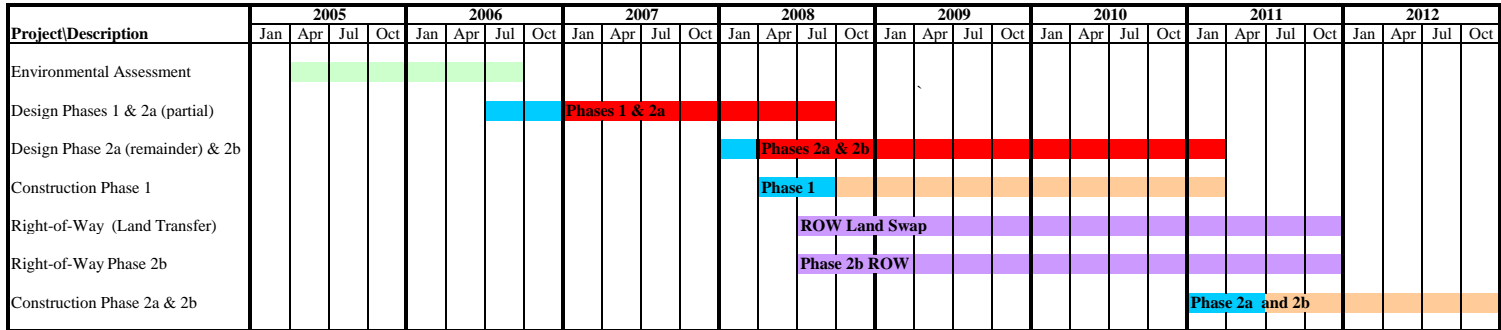 2005 2006 2007 2008 2009 2010 2011 2012
Project\Description Jan Apr Jul Oct Jan Apr Jul Oct Jan Apr Jul Oct Jan Apr Jul Oct Jan Apr Jul Oct Jan Apr Jul Oct Jan Apr Jul Oct Jan Apr Jul Oct
Environmental Assessment
`
Design Phases 1 & 2a (partial) Phases 1 & 2a
Design Phase 2a (remainder) & 2b Phases 2a & 2b
Construction Phase 1 Phase 1
Right-of-Way (Land Transfer) ROW Land Swap
Right-of-Way Phase 2b Phase 2b ROW
Construction Phase 2a & 2b Phase 2a and 2b